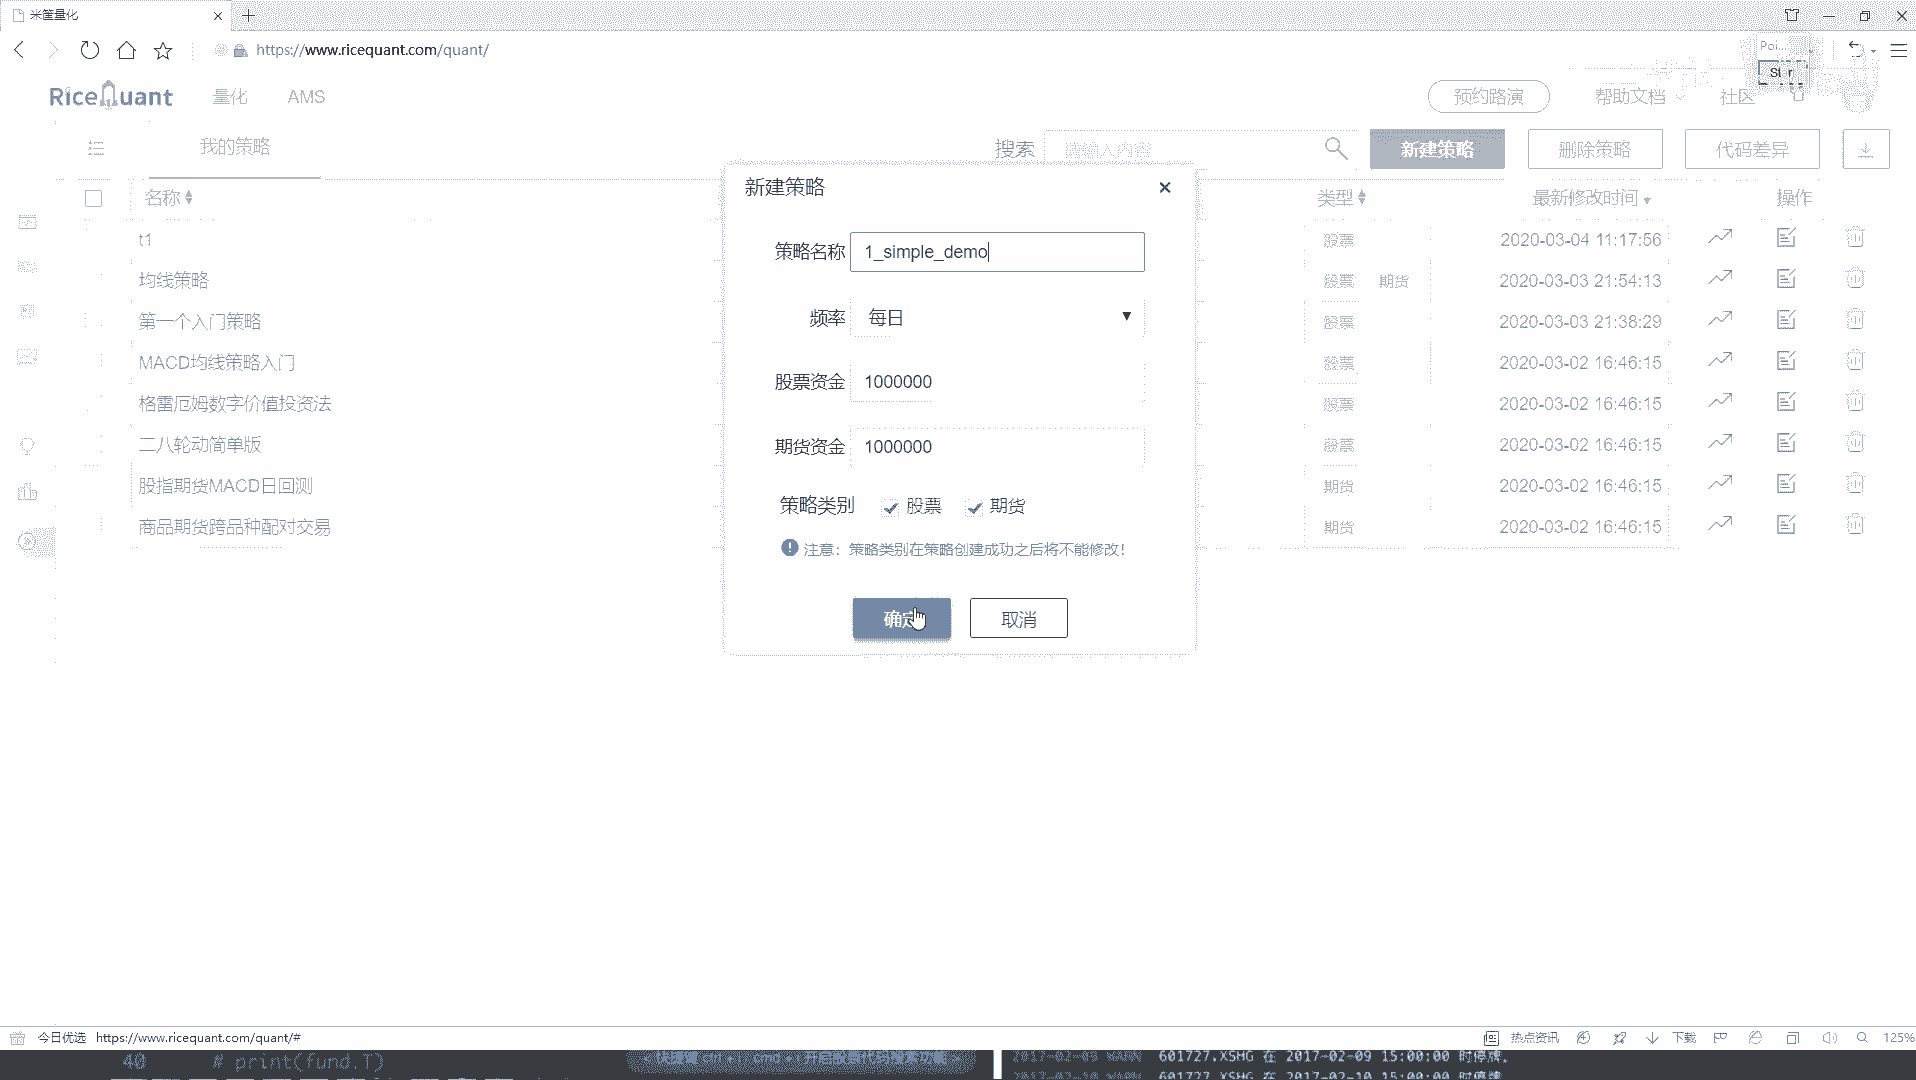 米筐量化
https://www.ricequant.com/quant/
Poi...
RiceQuant 量化 AMS 预约路演 帮助文档 社区
我的策略 搜索 请输入内容 新建策略 删除策略 代码差异
新建策略
名称 类型 最新修改时间 操作
t1 股票 2020-03-04 11:17:56
均线策略 股票 期货 2020-03-03 21:54:13
第一个入门策略 股票 2020-03-03 21:38:29
MACD均线策略入门 股票 2020-03-02 16:46:15
格雷厄姆数字价值投资法 股票 2020-03-02 16:46:15
二八轮动简单版 股票 2020-03-02 16:46:15
股指期货MACD日回测 期货 2020-03-02 16:46:15
商品期货跨品种配对交易 期货 2020-03-02 16:46:15
策略名称 1_simple_demo
频率 每日
股票资金 1000000
期货资金 1000000
策略类别 股票 期货
注意：策略类别在策略创建成功之后将不能修改!
确定 取消
今日优选 https://www.ricequant.com/quant/# 热点资讯 下载 125%
40 # print(fund.T)
2017-02-09 WARN 601727.XSHG 在 2017-02-09 15:00:00 时停牌。
2017-02-10 WARN 601727.XSHG 在 2017-02-10 15:00:00 时停牌。